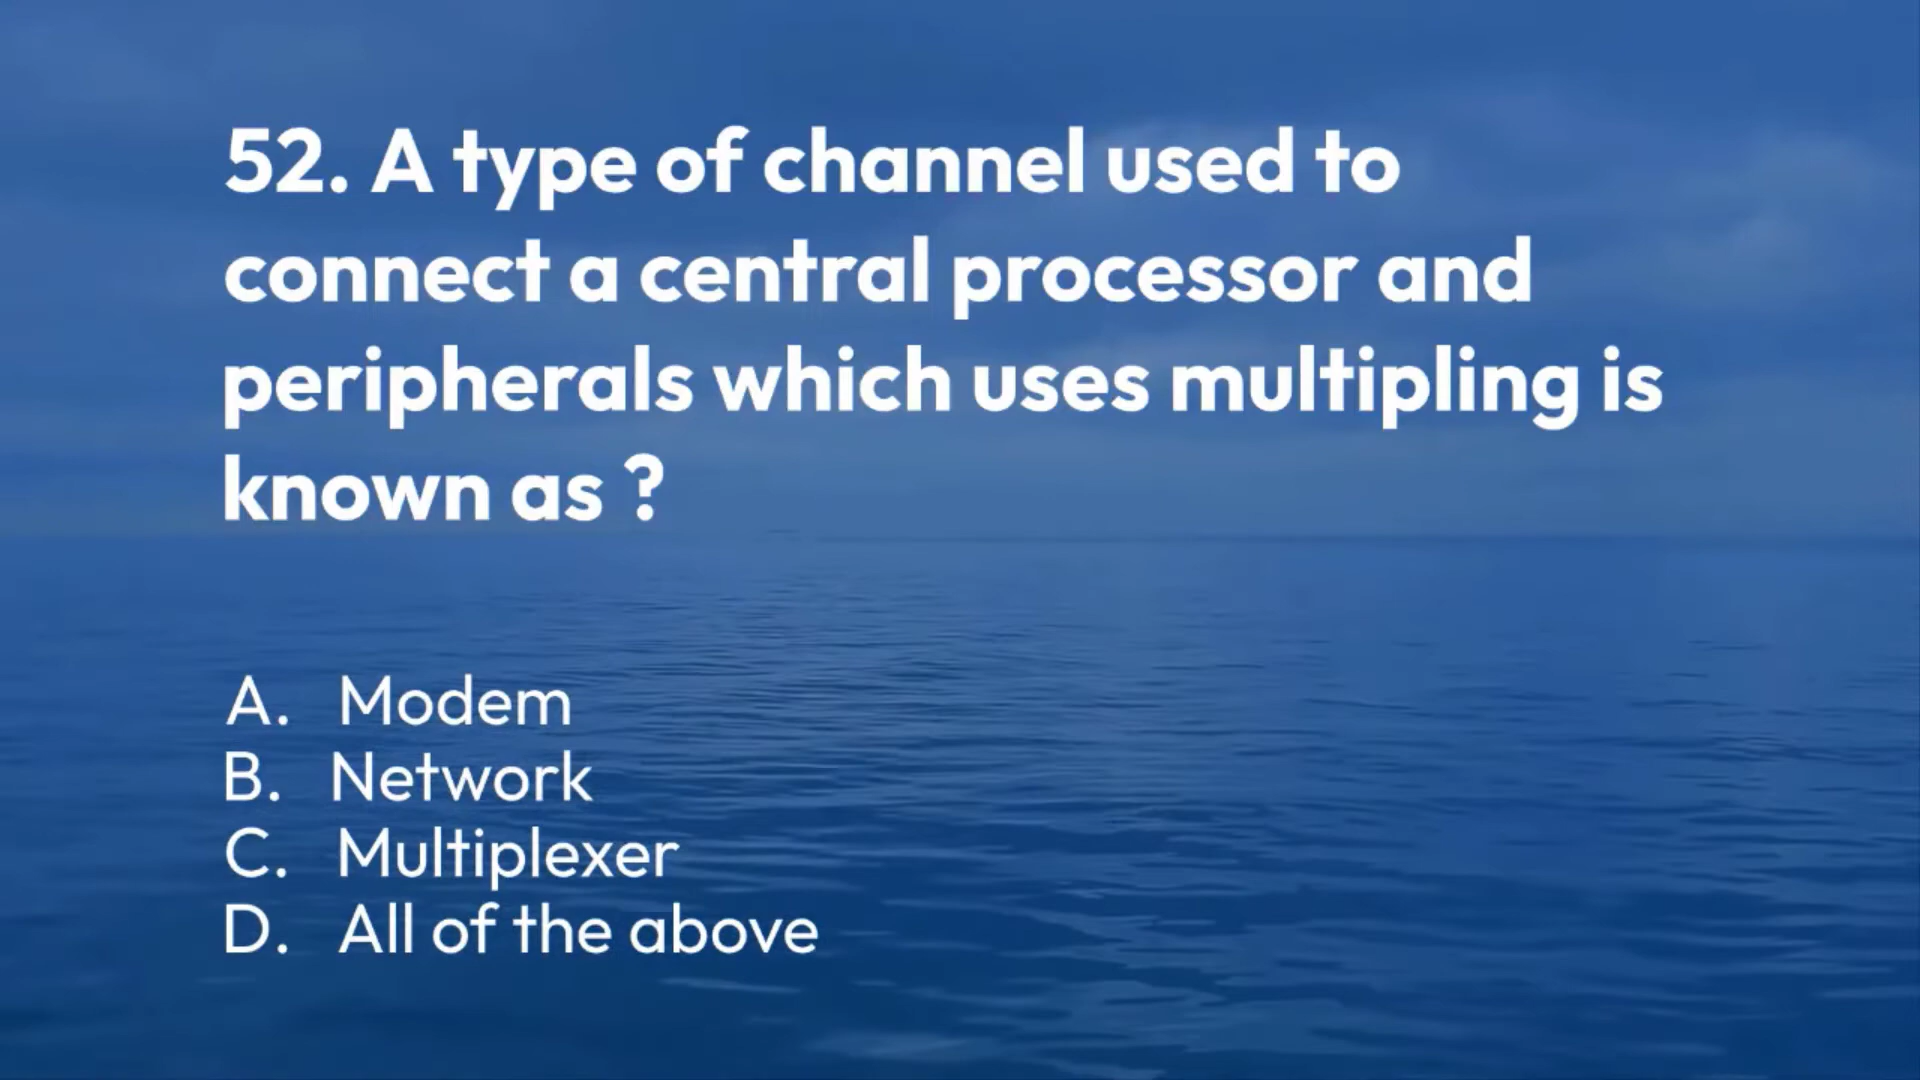 52. A type of channel used to
connect a central processor and
peripherals which uses multipling is
known as ?
A. Modem
B. Network
C. Multiplexer
D. All of the above